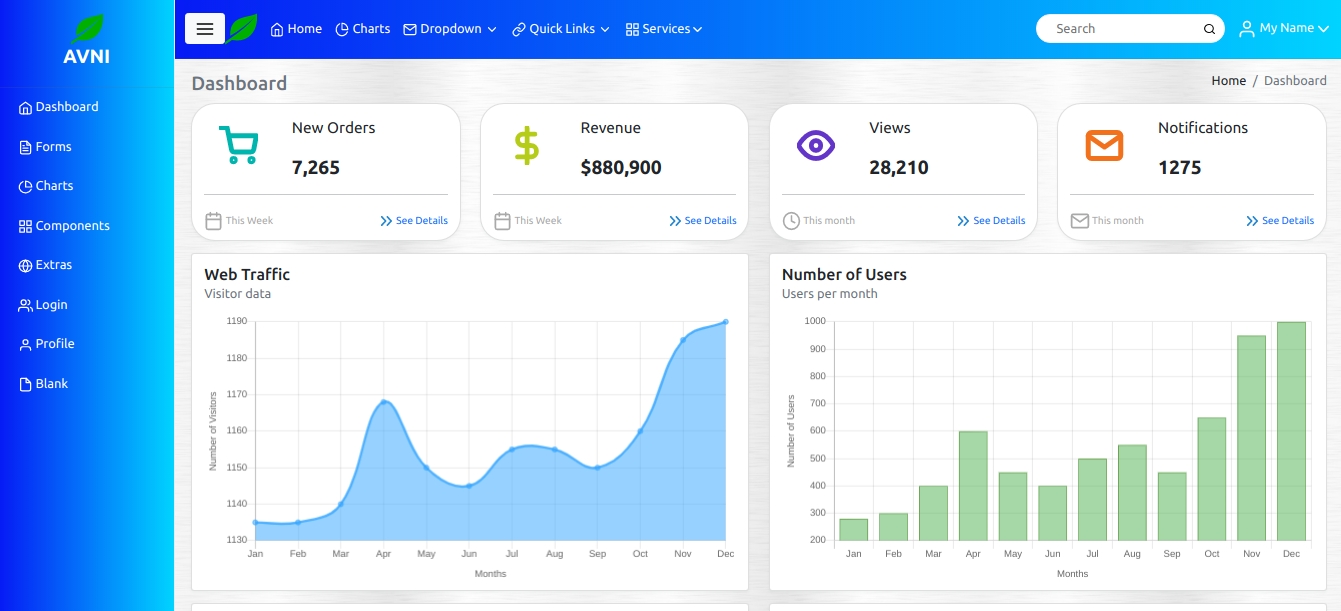 AVNI
Dashboard
Forms
Charts
Components
Extras
Login
Profile
Blank
Home Charts Dropdown Quick Links Services Search My Name
Dashboard
Home / Dashboard
New Orders
7,265
This Week See Details
Revenue
$880,900
This Week See Details
Views
28,210
This month See Details
Notifications
1275
This month See Details
Web Traffic
Visitor data
Number of Visitors
1190
1180
1170
1160
1150
1140
1130
Jan Feb Mar Apr May Jun Jul Aug Sep Oct Nov Dec
Months
Number of Users
Users per month
Number of Users
1000
900
800
700
600
500
400
300
200
Jan Feb Mar Apr May Jun Jul Aug Sep Oct Nov Dec
Months